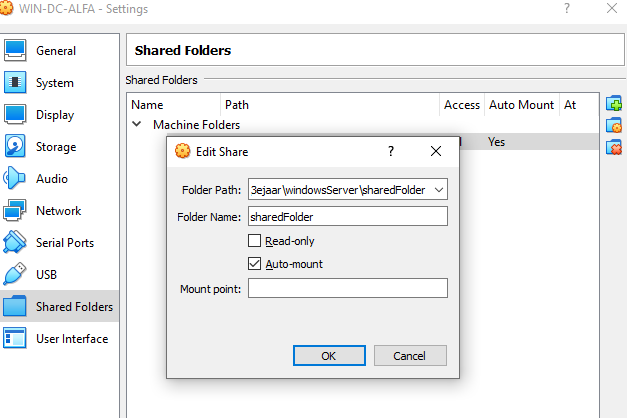 WIN-DC-ALFA - Settings
?
General
System
Display
Storage
Audio
Network
Serial Ports
USB
Shared Folders
User Interface
Shared Folders
Shared Folders
Name Path Access Auto Mount At
Machine Folders
Yes
Edit Share
?
Folder Path: 3ejaar\windowsServer\sharedFolder
Folder Name: sharedFolder
Read-only
Auto-mount
Mount point:
OK Cancel